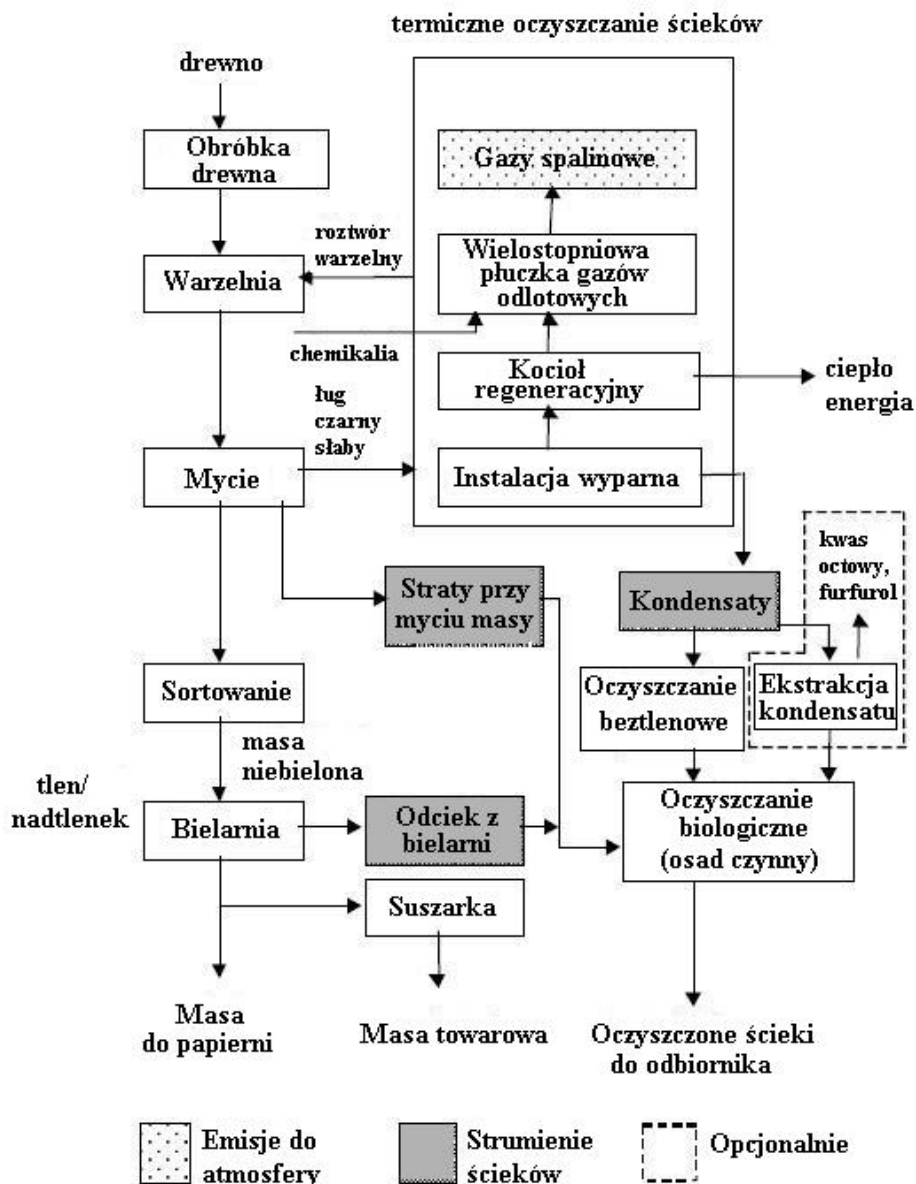 termiczne oczyszczanie ścieków
drewno
Obróbka
drewna
Gazy spalinowe
roztwór
warzelny
Warzelnia
Wielostopniowa
płuczka gazów
odlotowych
chemikalia
Kocioł
regeneracyjny
ciepło
energia
ług
czarny
słaby
Mycie
Instalacja wyparna
kwas
octowy,
furfurol
Straty przy
myciu masy
Kondensaty
Sortowanie
Oczyszczanie
beztlenowe
Ekstrakcja
kondensatu
masa
niebielona
tlen/
nadtlenek
Bielarnia
Odciek z
bielarni
Oczyszczanie
biologiczne
(osad czynny)
Suszarka
Masa
do papierni
Masa towarowa
Oczyszczone ścieki
do odbiornika
Emisje do
atmosfery
Strumienie
ścieków
Opcjonalnie